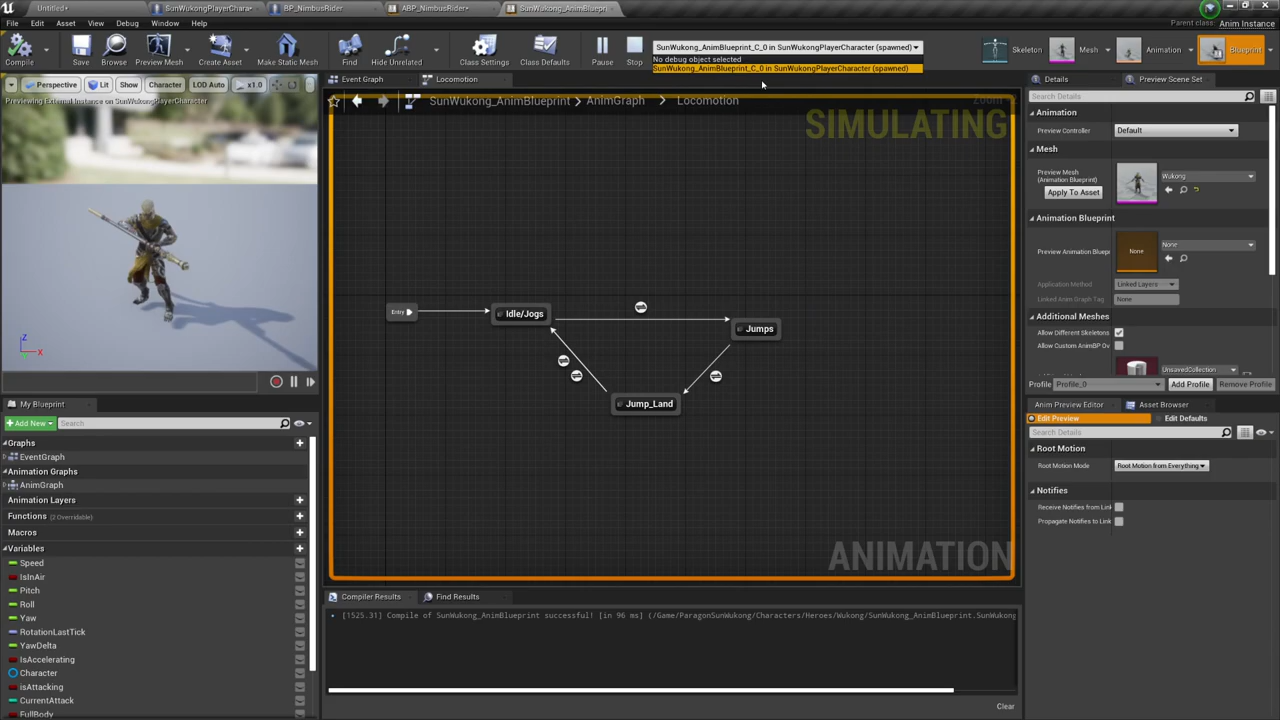 Untitled*
SunWukongPlayerChara
BP_NimbusRider
ABP_NimbusRider*
SunWukong_AnimBluepri
File Edit Asset View Debug Window Help
Parent class: Anim Instance
Compile
Save
Browse
Preview Mesh
Create Asset
Make Static Mesh
Find
Hide Unrelated
Class Settings
Class Defaults
Pause
Stop
SunWukong_AnimBlueprint_C_0 in SunWukongPlayerCharacter (spawned)
No debug object selected
SunWukong_AnimBlueprint_C_0 in SunWukongPlayerCharacter (spawned)
Skeleton
Mesh
Animation
Blueprint
Perspective
Lit
Show
Character
LOD Auto
x1.0
Previewing External Instance on SunWukongPlayerCharacter
Z
X
Event Graph
Locomotion
SunWukong_AnimBlueprint > AnimGraph > Locomotion
Zoom
SIMULATING
Entry
Idle/Jogs
Jumps
Jump_Land
ANIMATION
My Blueprint
Add New
Search
Graphs
EventGraph
Animation Graphs
AnimGraph
Animation Layers
Functions (2 Overridable)
Macros
Variables
Speed
IsInAir
Pitch
Roll
Yaw
RotationLastTick
YawDelta
IsAccelerating
Character
isAttacking
CurrentAttack
FullBody
Compiler Results
Find Results
[1525.31] Compile of SunWukong_AnimBlueprint successful! [in 96 ms] (/Game/ParagonSunWukong/Characters/Heroes/Wukong/SunWukong_AnimBlueprint.SunWukong
Clear
Details
Preview Scene Set
Search Details
Animation
Preview Controller
Default
Mesh
Preview Mesh
(Animation Blueprint)
Apply To Asset
Wukong
Animation Blueprint
Preview Animation Bluep
None
None
Application Method
Linked Layers
Linked Anim Graph Tag
None
Additional Meshes
Allow Different Skeletons
Allow Custom AnimBP Ov
UnsavedCollection
Profile
Profile_0
Add Profile
Remove Profile
Anim Preview Editor
Asset Browser
Edit Preview
Edit Defaults
Search Details
Root Motion
Root Motion Mode
Root Motion from Everything
Notifies
Receive Notifies from Link
Propagate Notifies to Link